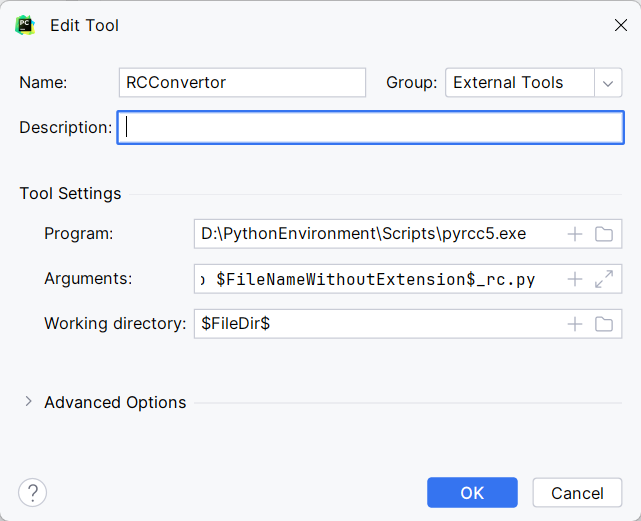 PC
Edit Tool
Name: RCConvertor Group: External Tools
Description:
Tool Settings
Program: D:\PythonEnvironment\Scripts\pyrcc5.exe
Arguments: $FileNameWithoutExtension$_rc.py
Working directory: $FileDir$
Advanced Options
? OK Cancel